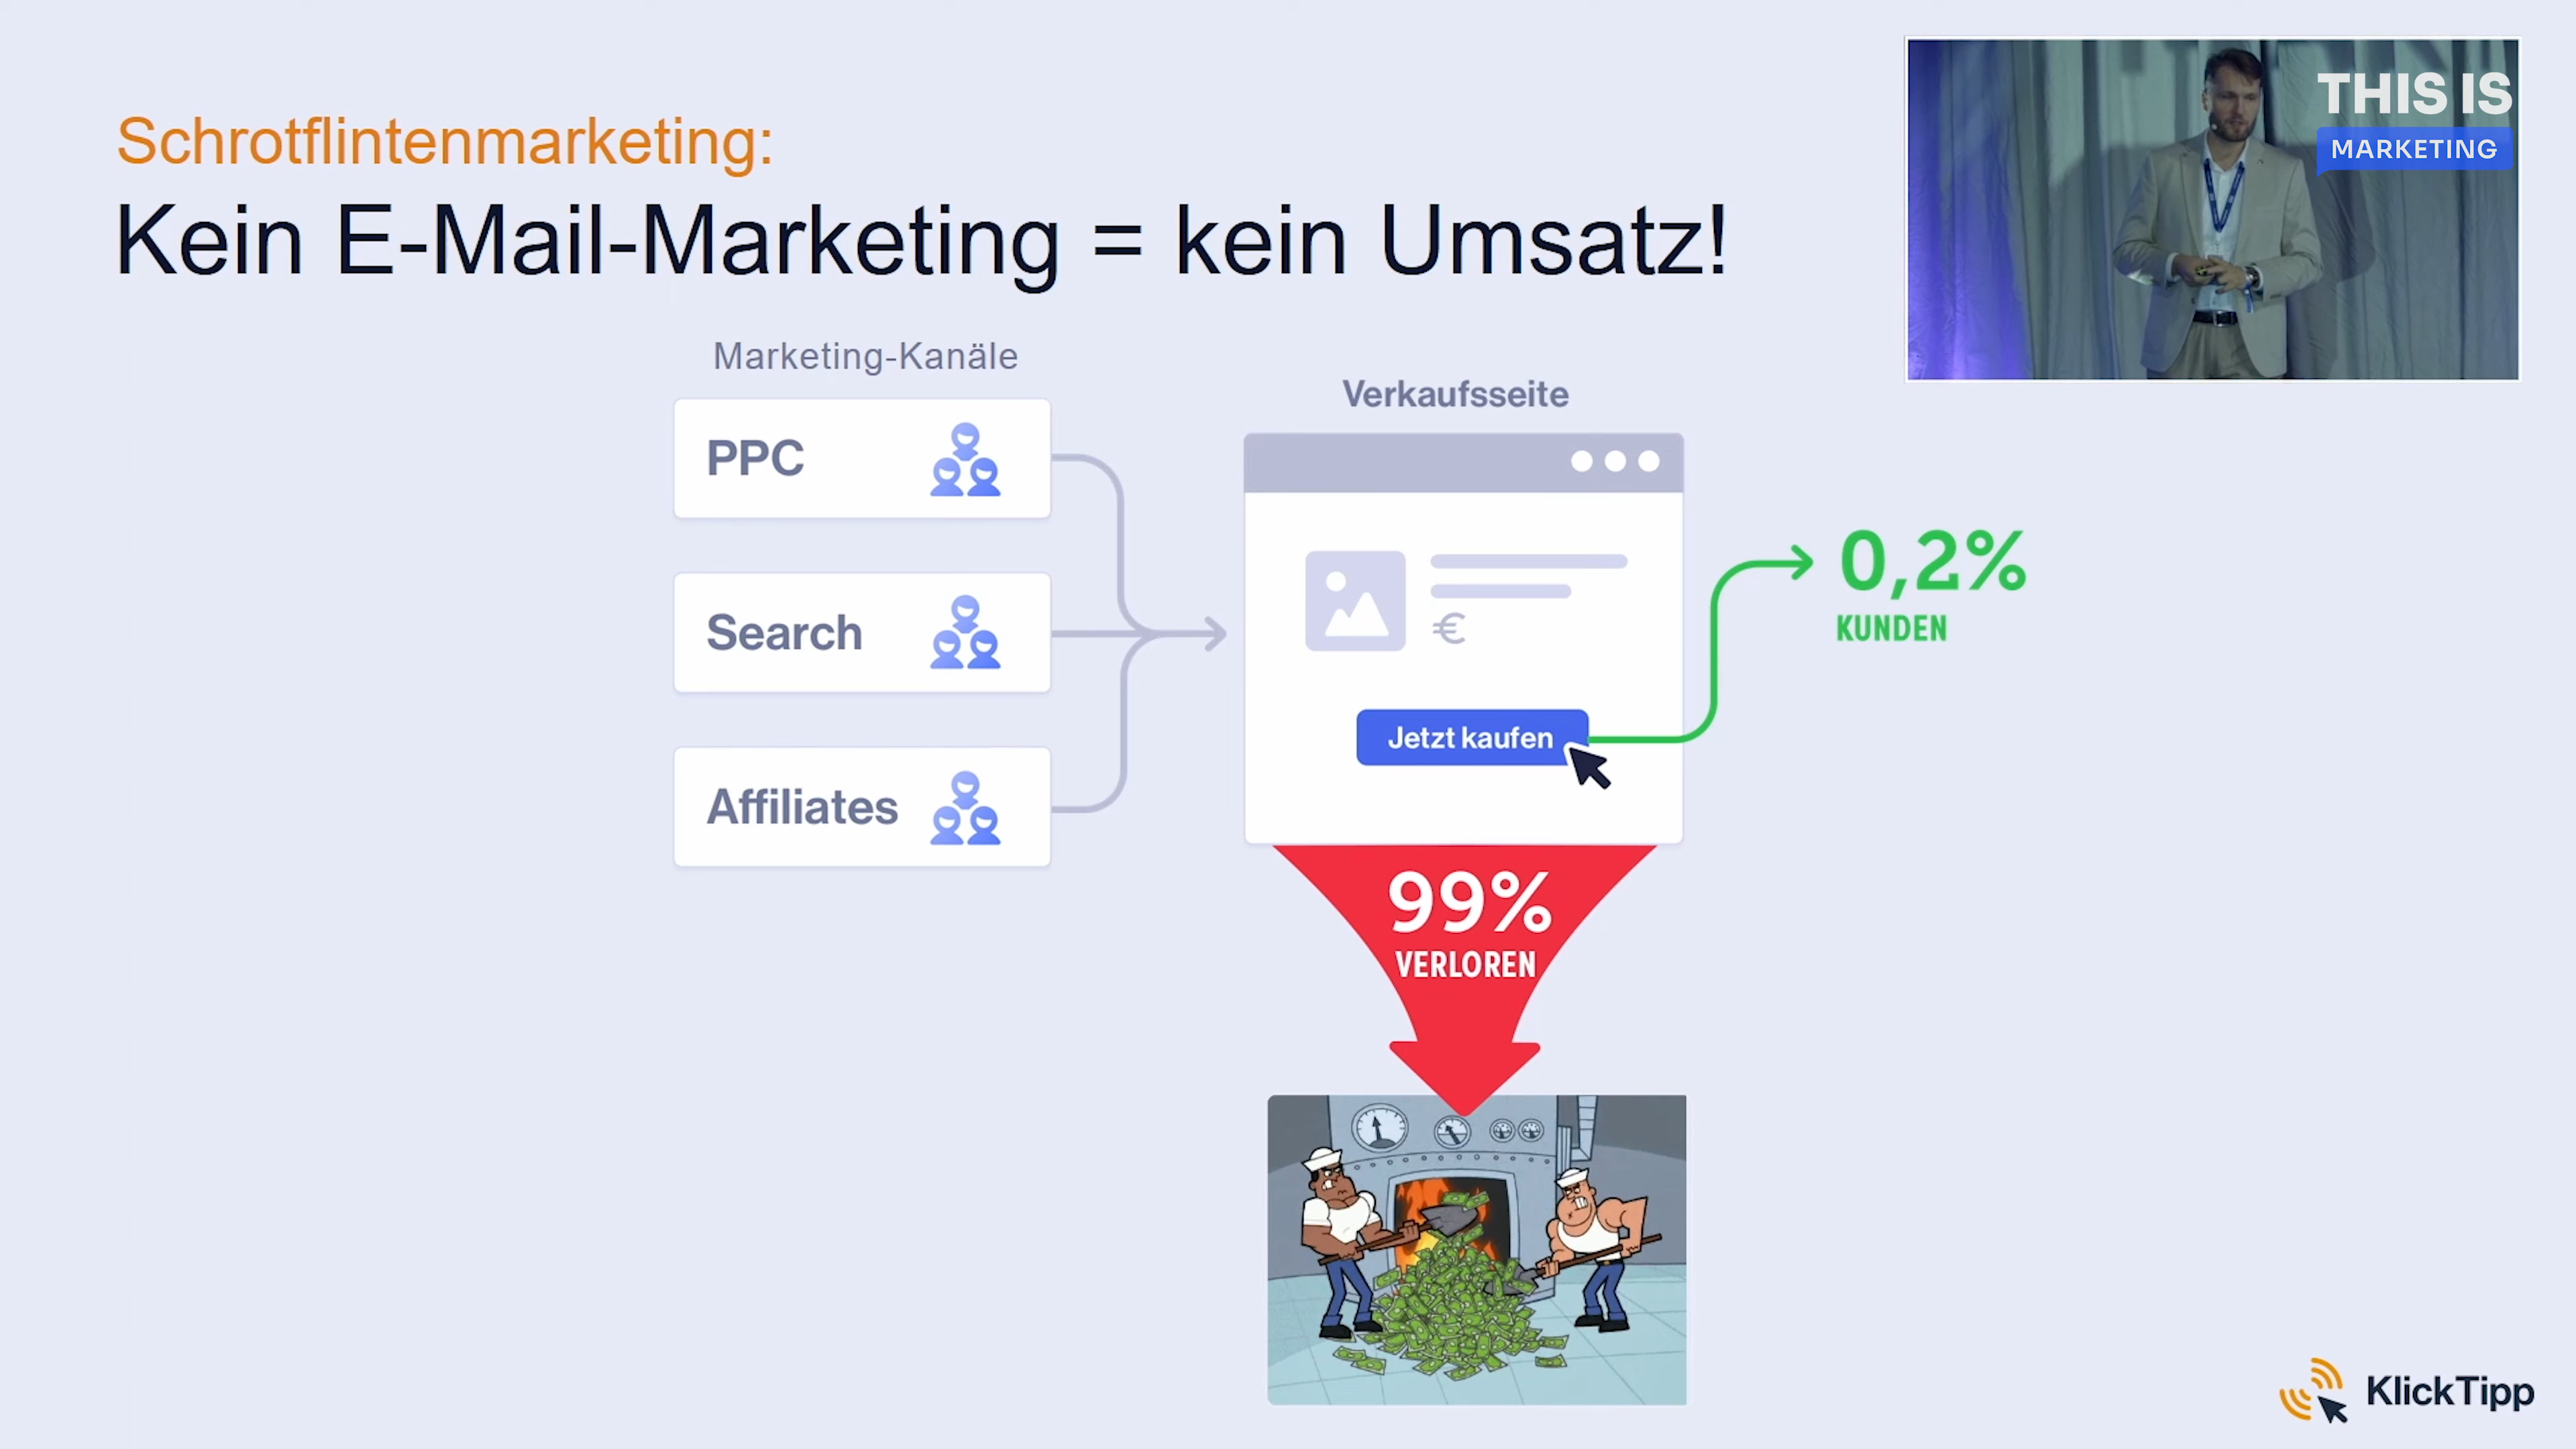 Schrotflintenmarketing:
Kein E-Mail-Marketing = kein Umsatz!
THIS IS
MARKETING
Marketing-Kanäle
PPC
Search
Affiliates
Verkaufsseite
€
Jetzt kaufen
0,2%
KUNDEN
99%
VERLOREN
KlickTipp